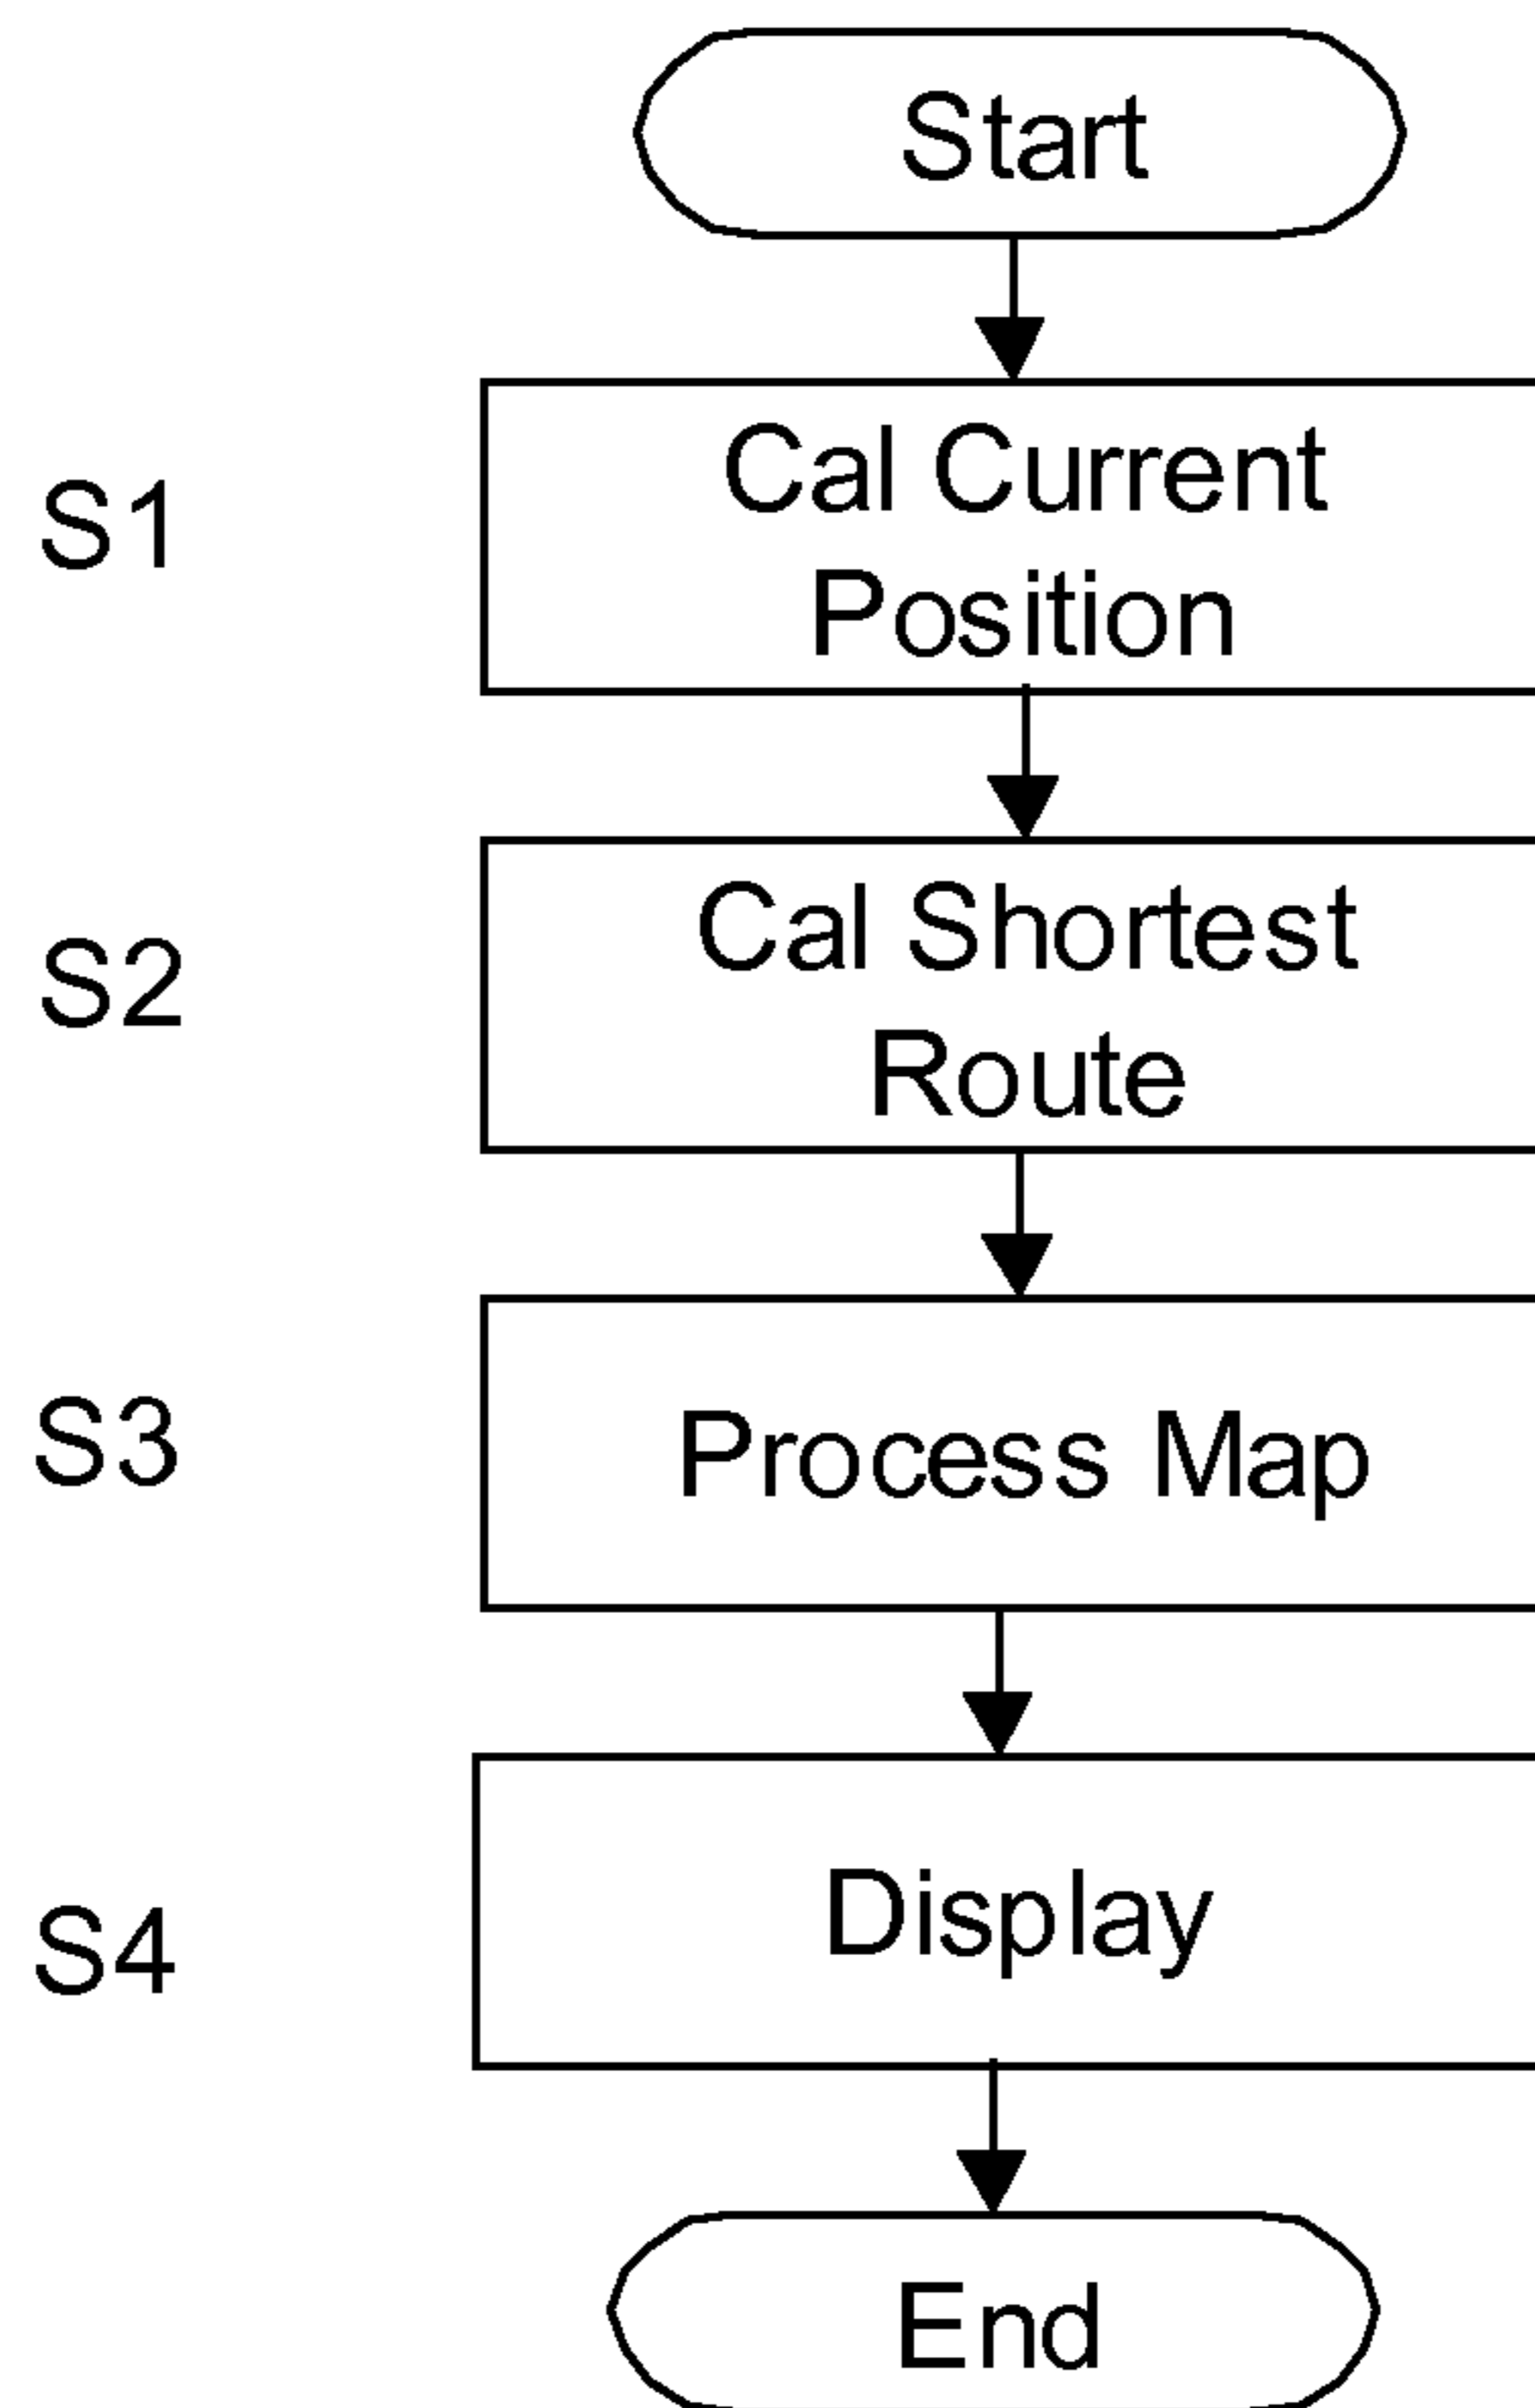 Start
S1
Cal Current
Position
S2
Cal Shortest
Route
S3
Process Map
S4
Display
End